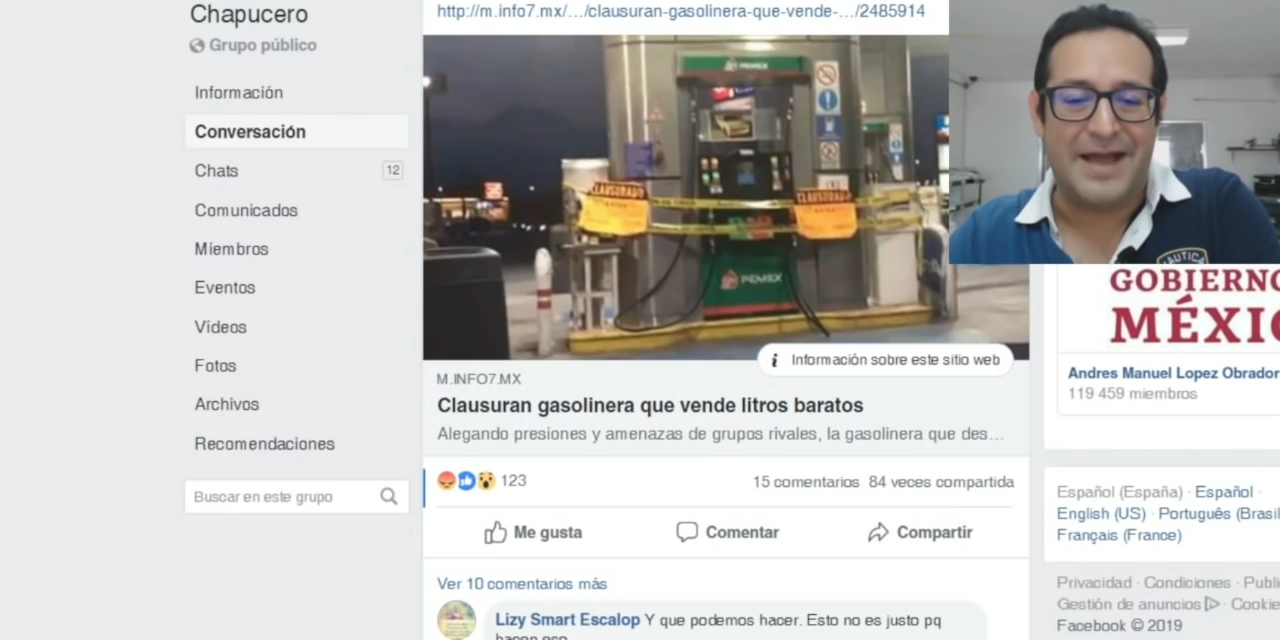 Chapucero
Grupo público
Información
Conversación
Chats
12
Comunicados
Miembros
Eventos
Videos
Fotos
Archivos
Recomendaciones
Buscar en este grupo
http://m.info7.mx/.../clausuran-gasolinera-que-vende-.../2485914
PEMEX
CLAUSURADO
CLAUSURADO
PEMEX
Información sobre este sitio web
M.INFO7.MX
Clausuran gasolinera que vende litros baratos
Alegando presiones y amenazas de grupos rivales, la gasolinera que des...
123
15 comentarios 84 veces compartida
Me gusta
Comentar
Compartir
Ver 10 comentarios más
Lizy Smart Escalop Y que podemos hacer. Esto no es justo pq
hacen eso
NAUTICA
GOBIERNO
MÉXIC
Andres Manuel Lopez Obrador
119 459 miembros
Español (España) · Español ·
English (US) · Português (Brasil
Français (France)
Privacidad · Condiciones · Publi
Gestión de anuncios · Cookie
Facebook © 2019